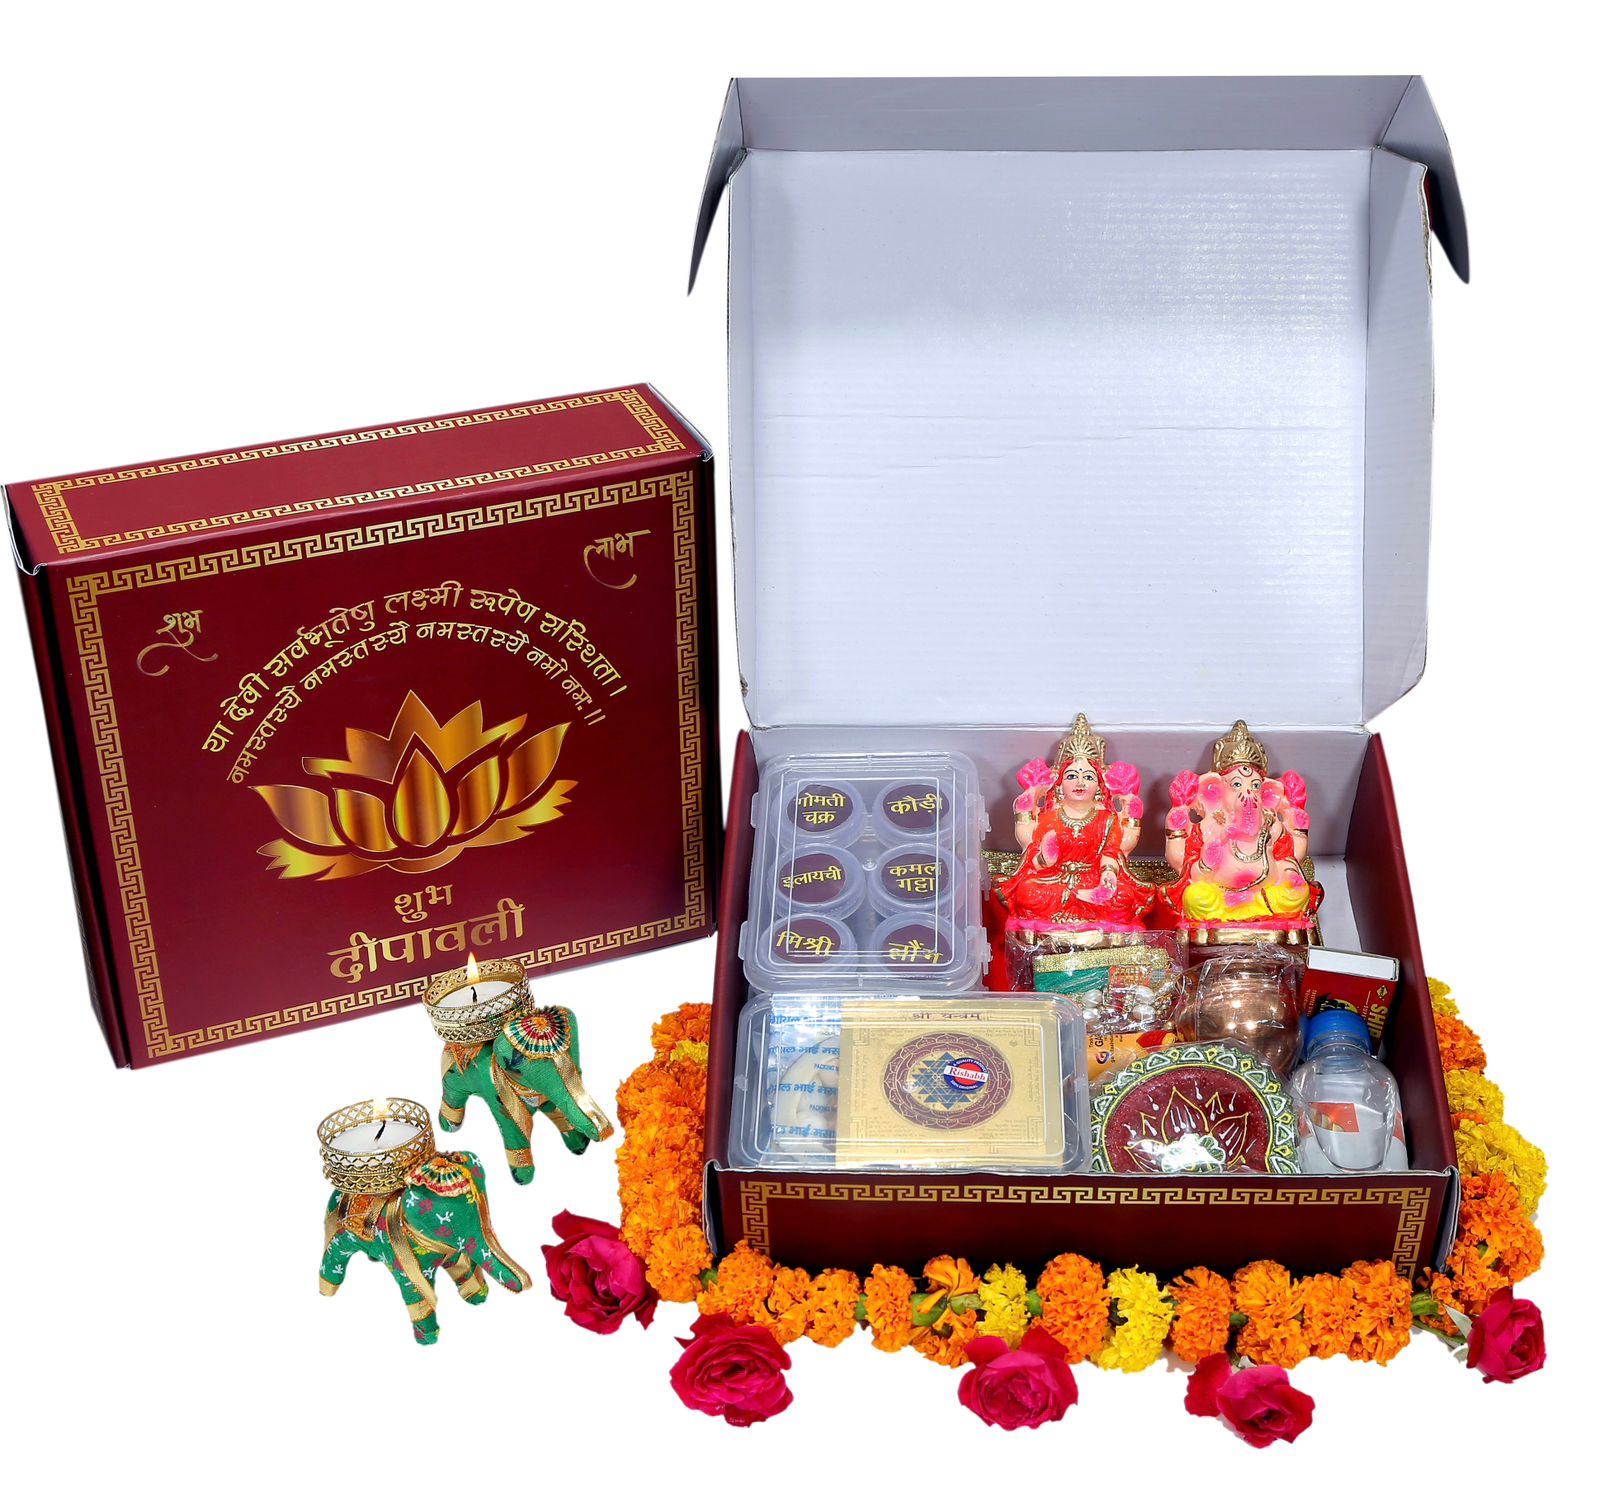 शुभ
लाभ
या देवी सर्वभूतेषु लक्ष्मी रूपेण संस्थिता।
नमस्तस्यै नमस्तस्यै नमस्तस्यै नमो नमः॥
शुभ
दीपावली
गोमती
चक्र
कौड़ी
इलायची
कमल
गट्टा
मिश्री
लौंग
श्री यन्त्रम्
Rishabh